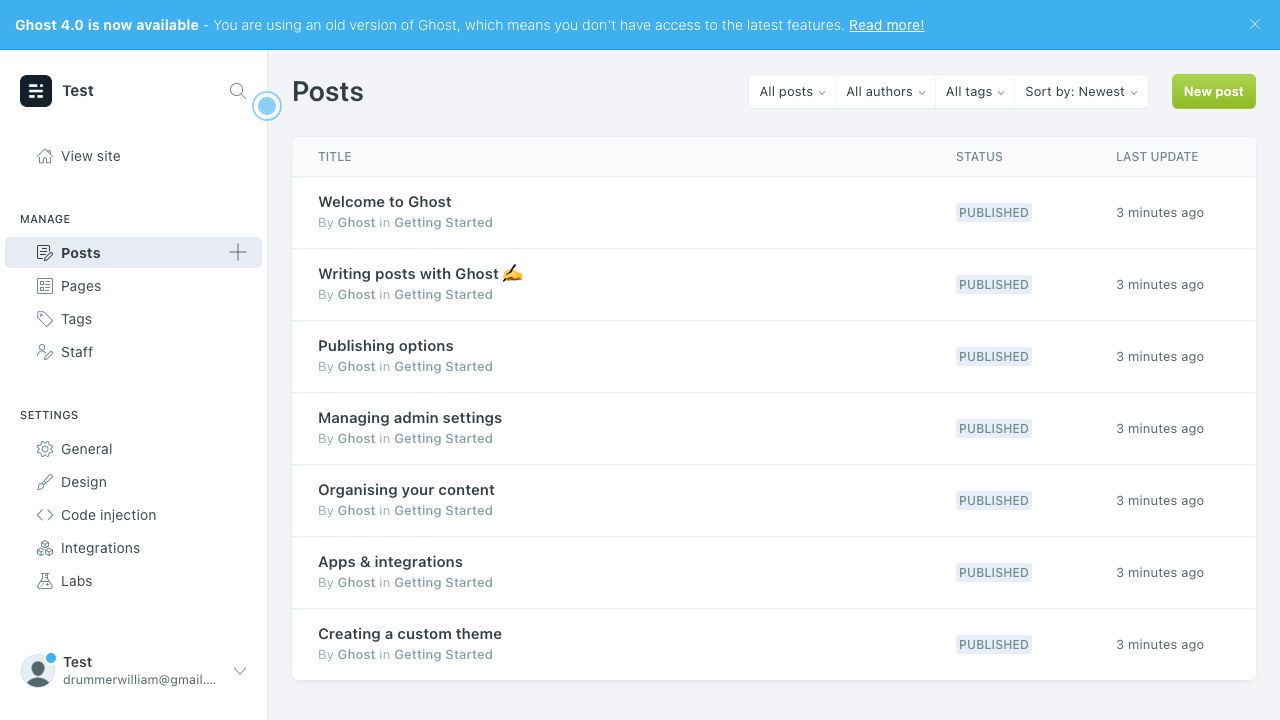 Ghost 4.0 is now available - You are using an old version of Ghost, which means you don't have access to the latest features. Read more!
Test
View site
MANAGE
Posts
Pages
Tags
Staff
SETTINGS
General
Design
Code injection
Integrations
Labs
Test
drummerwilliam@gmail....
Posts
All posts
All authors
All tags
Sort by: Newest
New post
TITLE STATUS LAST UPDATE
Welcome to Ghost
By Ghost in Getting Started
PUBLISHED
3 minutes ago
Writing posts with Ghost ✍️
By Ghost in Getting Started
PUBLISHED
3 minutes ago
Publishing options
By Ghost in Getting Started
PUBLISHED
3 minutes ago
Managing admin settings
By Ghost in Getting Started
PUBLISHED
3 minutes ago
Organising your content
By Ghost in Getting Started
PUBLISHED
3 minutes ago
Apps & integrations
By Ghost in Getting Started
PUBLISHED
3 minutes ago
Creating a custom theme
By Ghost in Getting Started
PUBLISHED
3 minutes ago